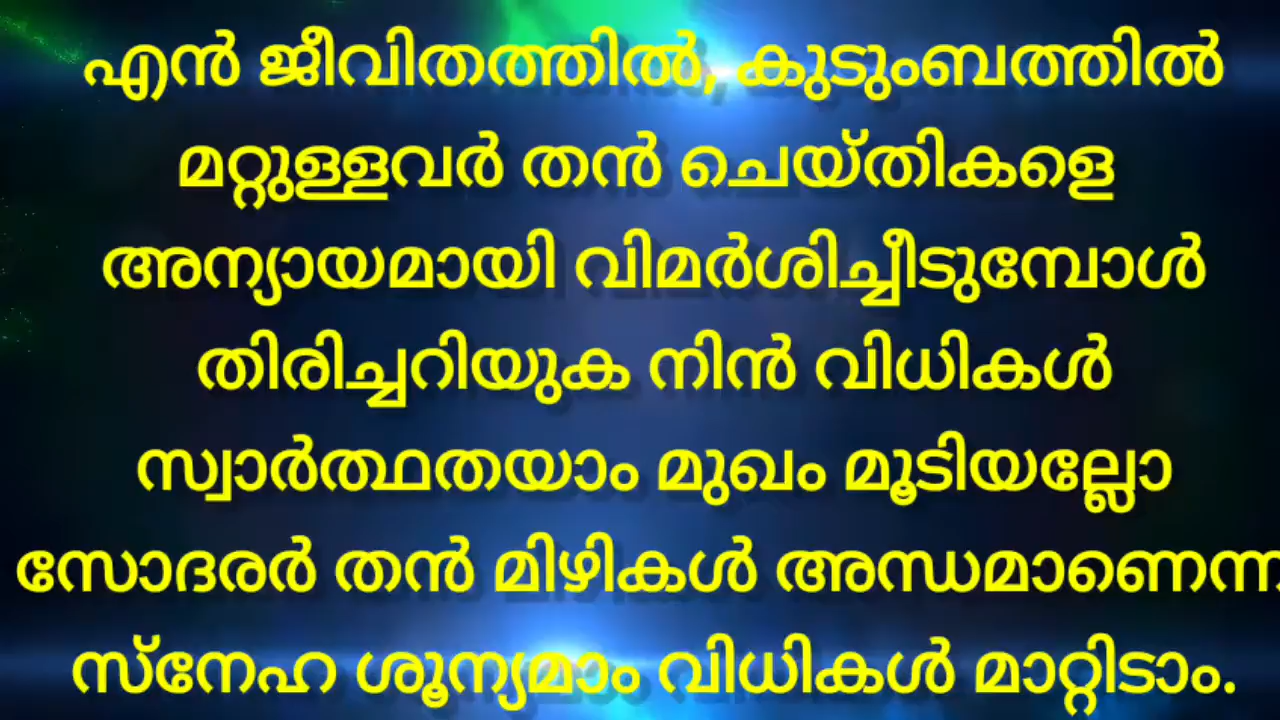 എൻ ജീവിതത്തിൽ, കുടുംബത്തിൽ
മറ്റുള്ളവർ തൻ ചെയ്തികളെ
അന്യായമായി വിമർശിച്ചീടുമ്പോൾ
തിരിച്ചറിയുക നിൻ വിധികൾ
സ്വാർത്ഥതയാം മുഖം മൂടിയല്ലോ
സോദരർ തൻ മിഴികൾ അന്ധമാണെന്ന
സ്നേഹ ശൂന്യമാം വിധികൾ മാറ്റിടാം.